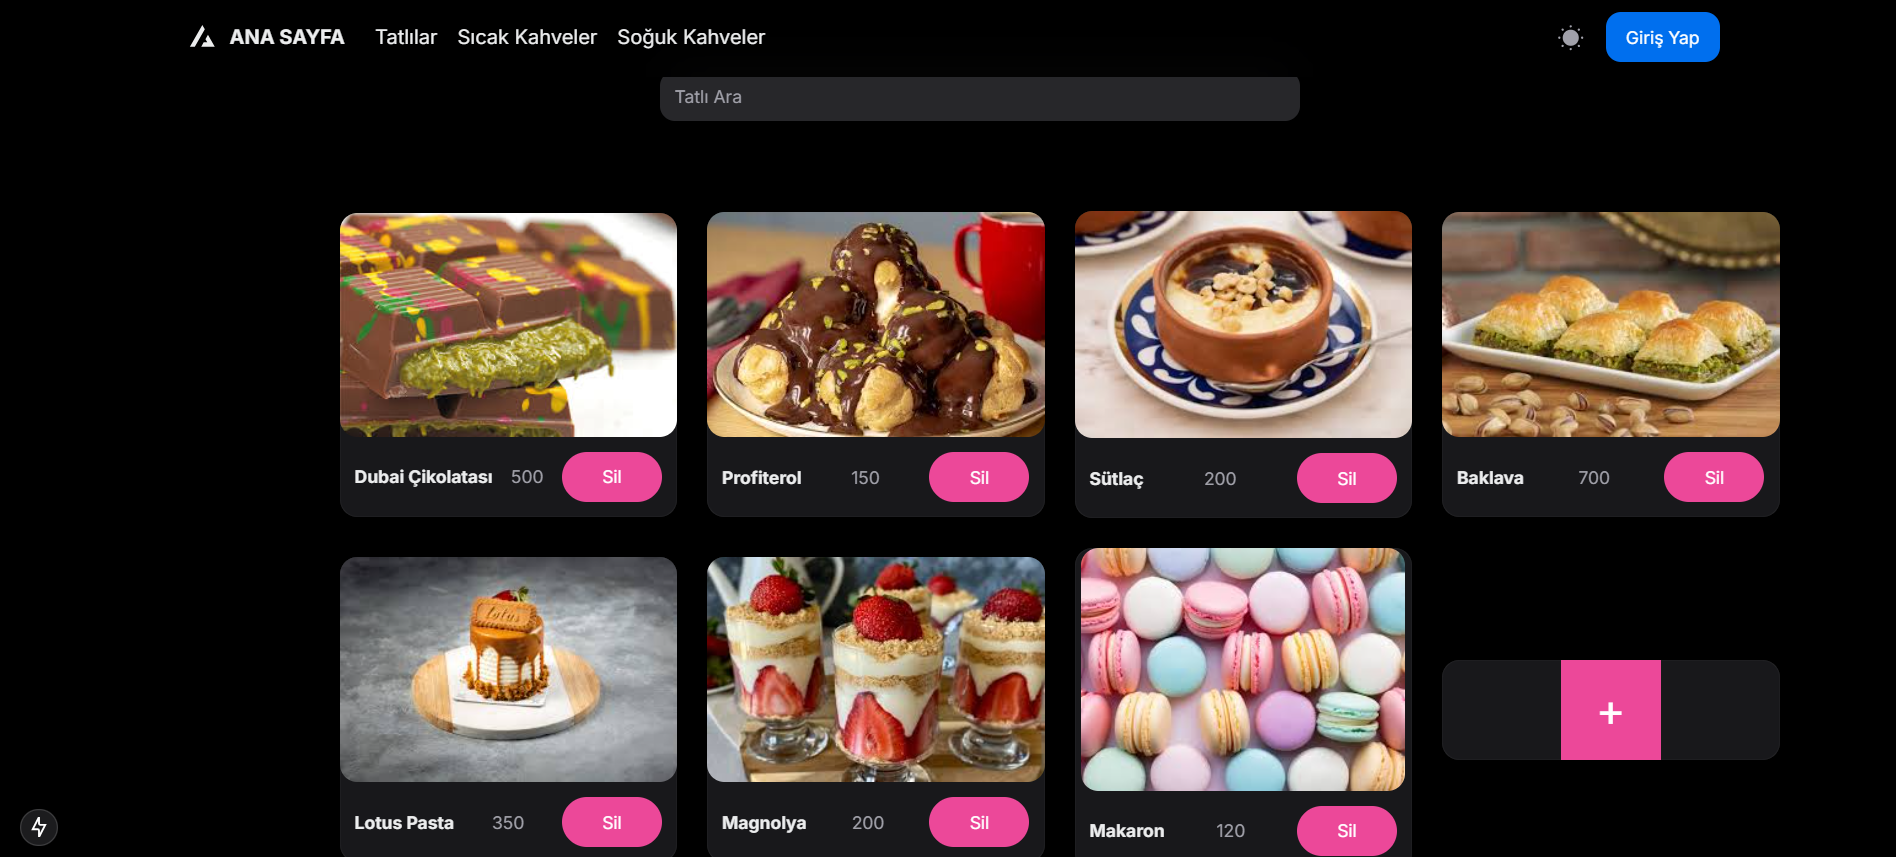 ANA SAYFA Tatlılar Sıcak Kahveler Soğuk Kahveler Giriş Yap
Tatlı Ara
Dubai Çikolatası 500 Sil
Profiterol 150 Sil
Sütlaç 200 Sil
Baklava 700 Sil
Lotus
Lotus Pasta 350 Sil
Magnolya 200 Sil
Makaron 120 Sil
+